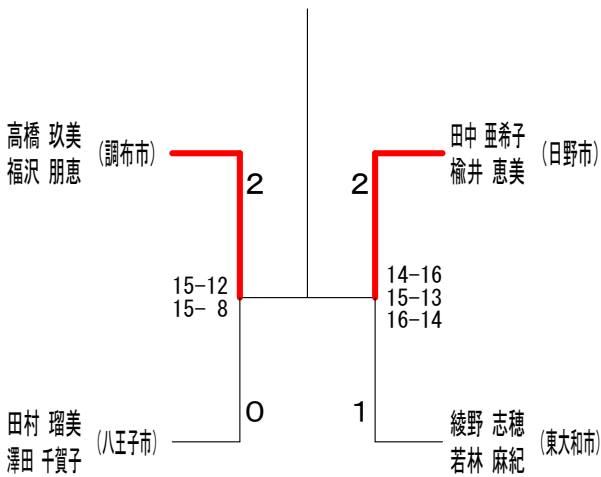 高橋 玖美
福沢 朋恵
(調布市)
2
2
田中 亜希子
楡井 恵美
(日野市)
15-12
15- 8
14-16
15-13
16-14
田村 瑠美
澤田 千賀子
(八王子市)
0
1
綾野 志穂
若林 麻紀
(東大和市)